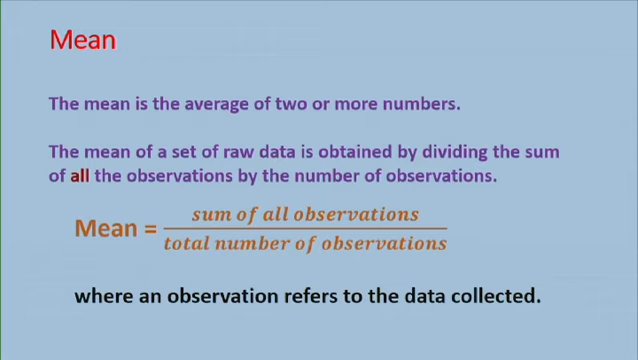 Mean
The mean is the average of two or more numbers.
The mean of a set of raw data is obtained by dividing the sum
of all the observations by the number of observations.
Mean = sum of all observations
total number of observations
where an observation refers to the data collected.